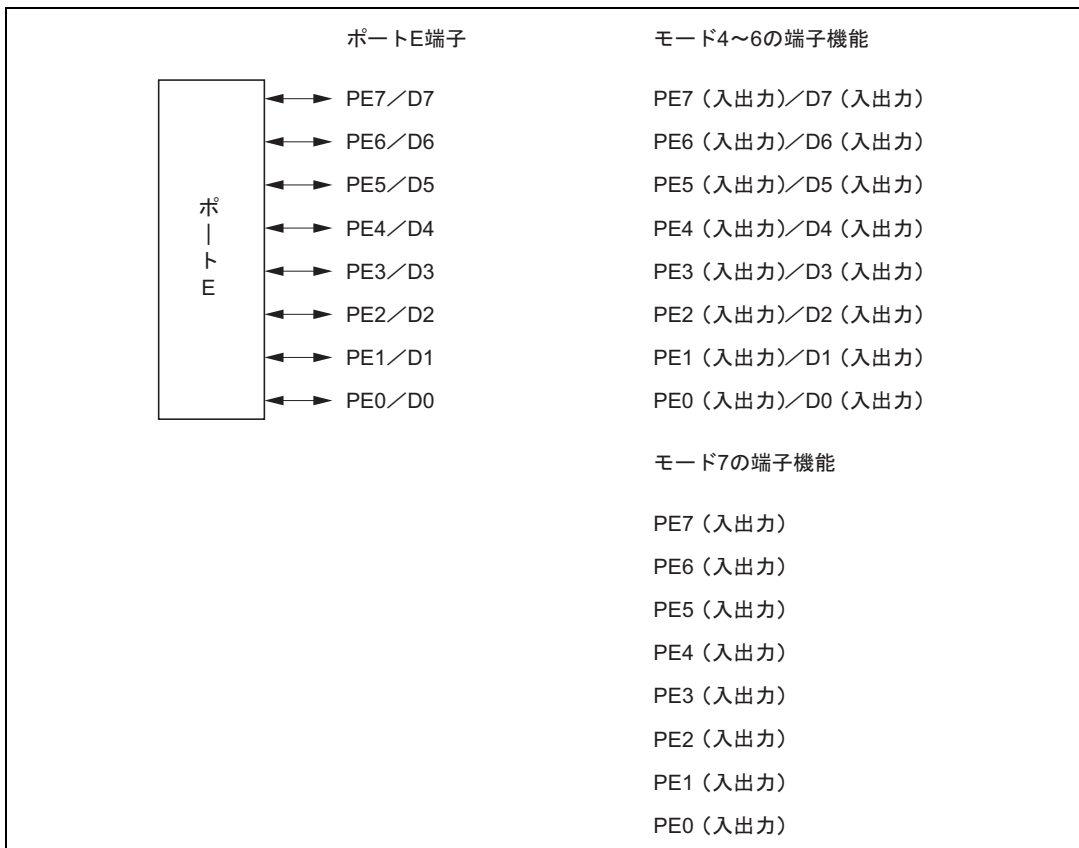 ポートE端子 モード4~6の端子機能
PE7/D7 PE7(入出力)/D7(入出力)
PE6/D6 PE6(入出力)/D6(入出力)
PE5/D5 PE5(入出力)/D5(入出力)
PE4/D4 PE4(入出力)/D4(入出力)
PE3/D3 PE3(入出力)/D3(入出力)
PE2/D2 PE2(入出力)/D2(入出力)
PE1/D1 PE1(入出力)/D1(入出力)
PE0/D0 PE0(入出力)/D0(入出力)
ポートE
モード7の端子機能
PE7(入出力)
PE6(入出力)
PE5(入出力)
PE4(入出力)
PE3(入出力)
PE2(入出力)
PE1(入出力)
PE0(入出力)